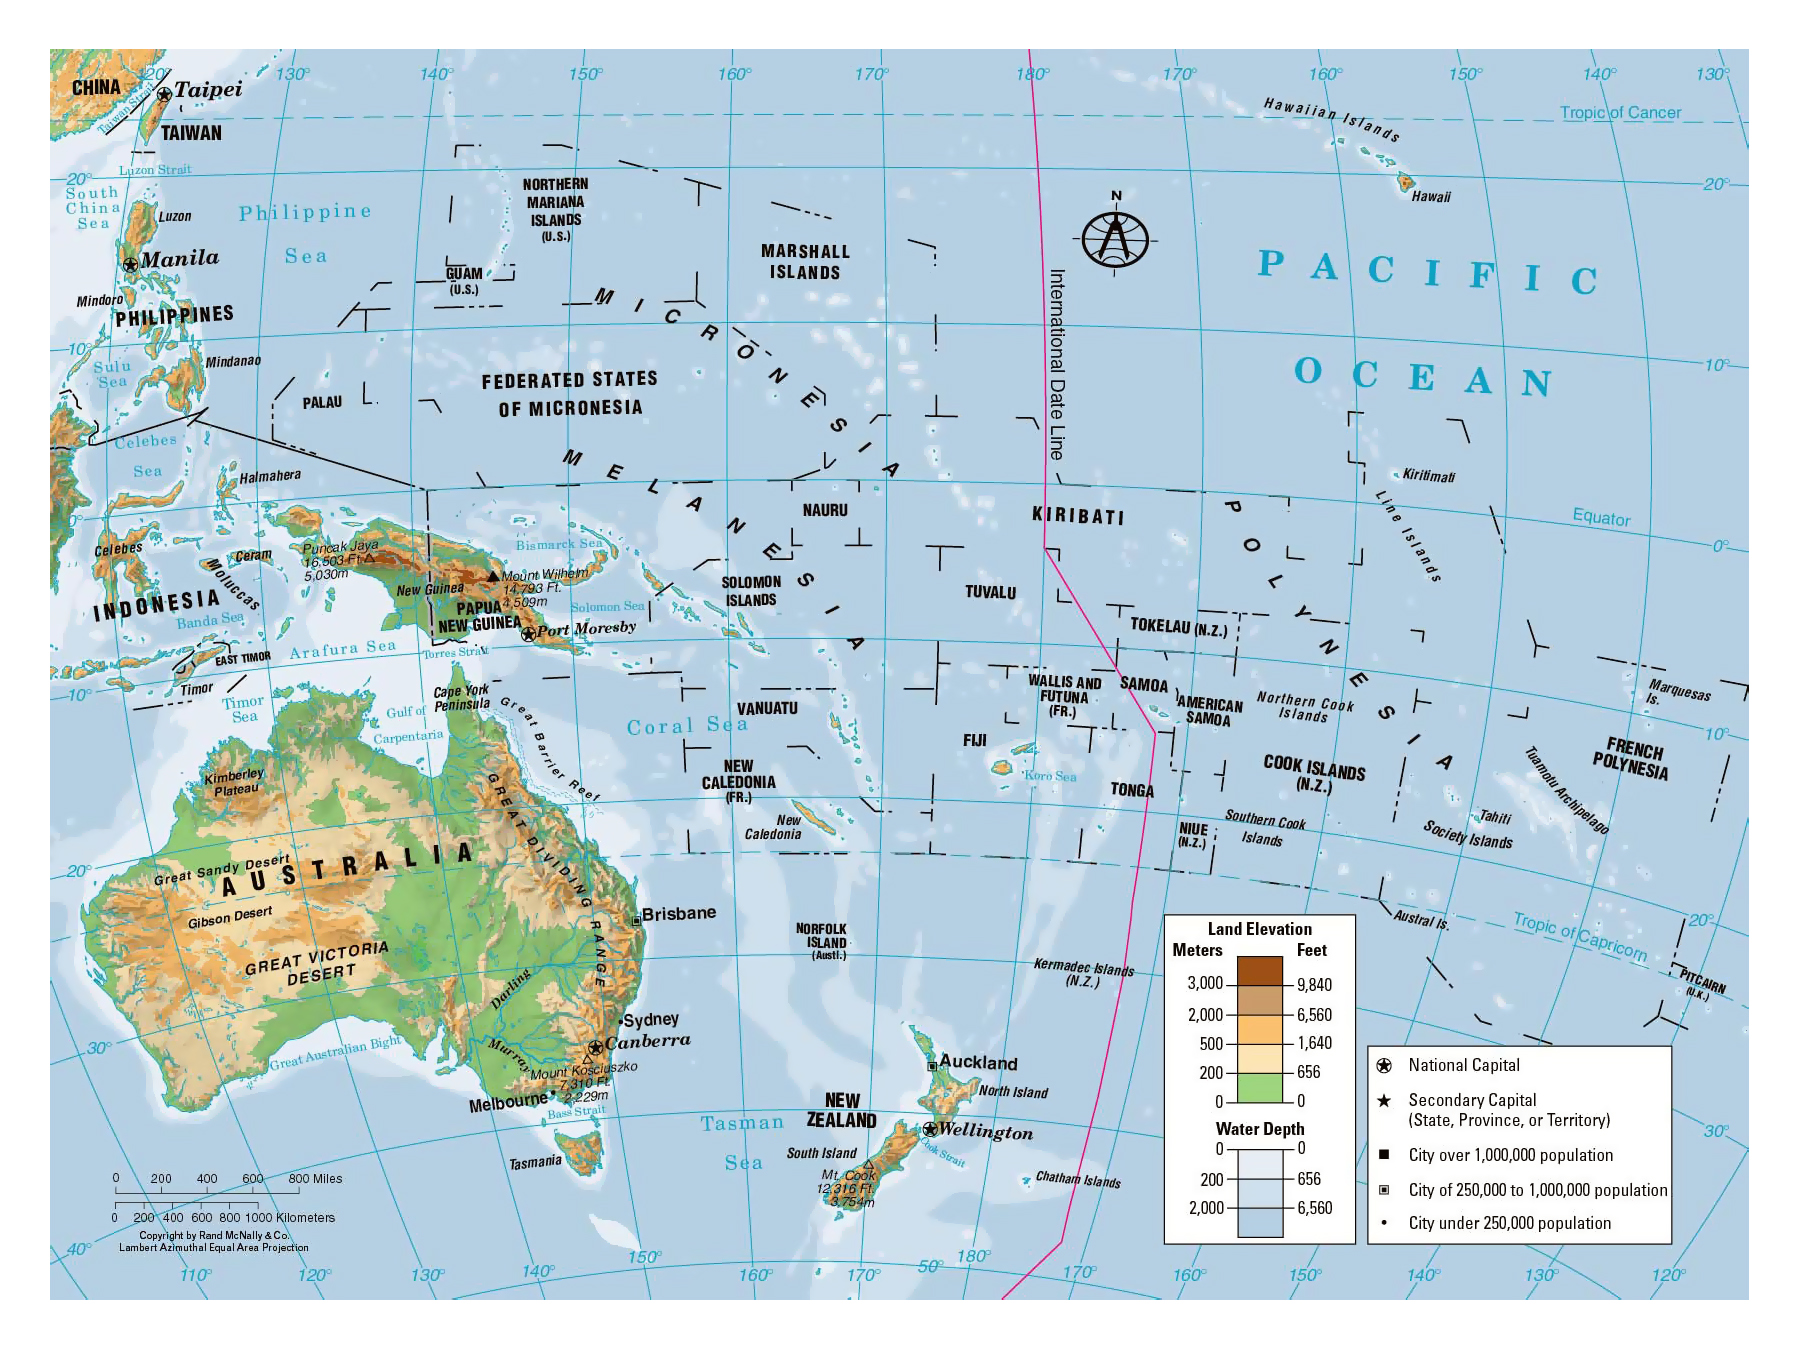 120°
130°
140°
150°
160°
170°
180°
170°
160°
150°
140°
130°
CHINA
Taipei
Taiwan Strait
TAIWAN
Hawaiian Islands
Tropic of Cancer
Luzon Strait
20°
South
China
Sea
Luzon
Philippine
Sea
NORTHERN
MARIANA
ISLANDS
(U.S.)
N
Hawaii
20°
Manila
GUAM
(U.S.)
MARSHALL
ISLANDS
PACIFIC
OCEAN
Mindoro
PHILIPPINES
MICRONESIA
International Date Line
10°
Sulu
Sea
Mindanao
PALAU
FEDERATED STATES
OF MICRONESIA
10°
Celebes
Sea
Halmahera
MELANESIA
Kiritimati
Line Islands
NAURU
KIRIBATI
POLYNESIA
Equator
0°
0°
Celebes
Ceram
Moluccas
Puncak Jaya
16,503 Ft.
5,030m
Bismarck Sea
New Guinea
Mount Wilhelm
14,793 Ft.
4,509m
PAPUA
NEW GUINEA
Solomon Sea
SOLOMON
ISLANDS
TUVALU
INDONESIA
Banda Sea
Port Moresby
TOKELAU (N.Z.)
EAST TIMOR
Arafura Sea
Torres Strait
Timor
10°
Timor
Sea
Gulf of
Carpentaria
Cape York
Peninsula
Great Barrier Reef
Coral Sea
VANUATU
WALLIS AND
FUTUNA
(FR.)
SAMOA
AMERICAN
SAMOA
Northern Cook
Islands
Marquesas
Is.
10°
FIJI
Koro Sea
NEW
CALEDONIA
(FR.)
New
Caledonia
TONGA
COOK ISLANDS
(N.Z.)
FRENCH
POLYNESIA
Tuamotu Archipelago
Kimberley
Plateau
NIUE
(N.Z.)
Southern Cook
Islands
Tahiti
Society Islands
Great Sandy Desert
AUSTRALIA
GREAT DIVIDING RANGE
20°
Gibson Desert
GREAT VICTORIA
DESERT
Brisbane
NORFOLK
ISLAND
(Austl.)
Austral Is.
Tropic of Capricorn
20°
Kermadec Islands
(N.Z.)
PITCAIRN
(U.K.)
Darling
Sydney
Canberra
30°
Great Australian Bight
Murray
Mount Kosciuszko
7,310 Ft.
2,229m
Melbourne
Bass Strait
Tasmania
Auckland
North Island
NEW
ZEALAND
Wellington
Tasman
Sea
South Island
Cook Strait
Mt. Cook
12,316 Ft.
3,754m
Chatham Islands
30°
Land Elevation
Meters Feet
3,000 9,840
2,000 6,560
500 1,640
200 656
0 0
Water Depth
0 0
200 656
2,000 6,560
National Capital
Secondary Capital
(State, Province, or Territory)
City over 1,000,000 population
City of 250,000 to 1,000,000 population
City under 250,000 population
0 200 400 600 800 Miles
0 200 400 600 800 1000 Kilometers
Copyright by Rand McNally & Co.
Lambert Azimuthal Equal Area Projection
40°
110°
120°
130°
140°
150°
160°
170°
50°
180°
170°
160°
150°
140°
130°
120°